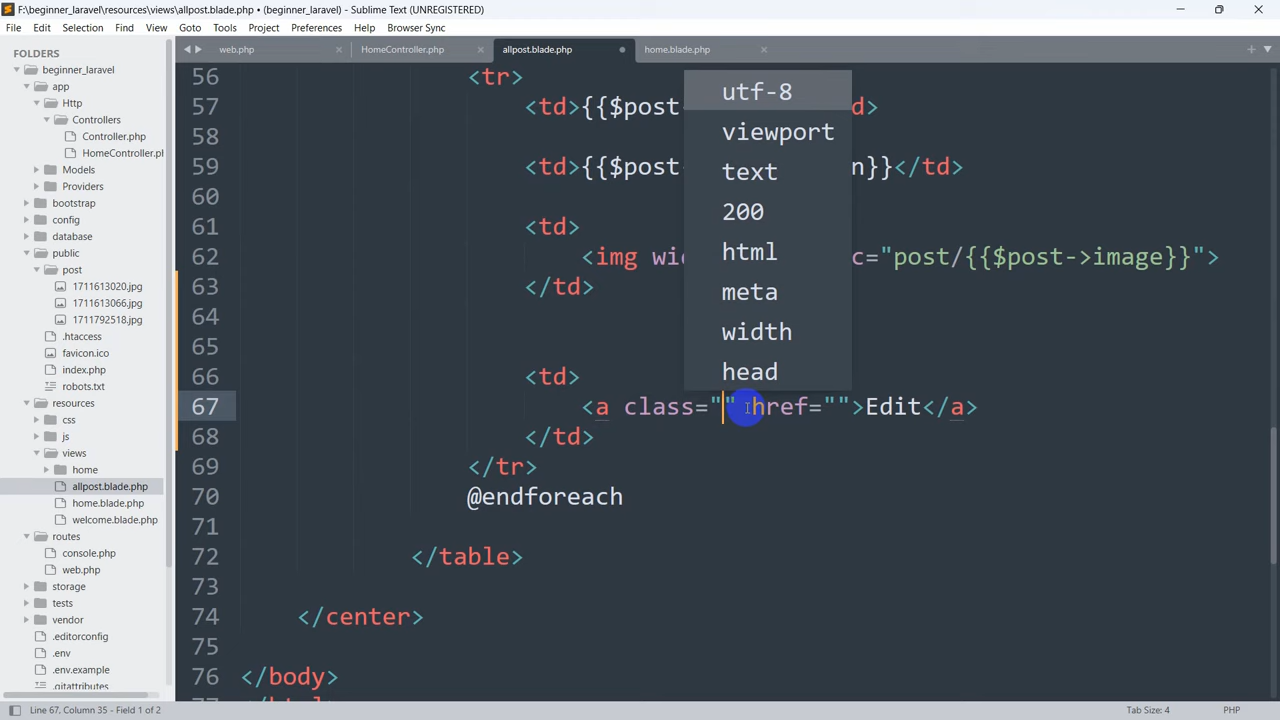 F:\beginner_laravel\resources\views\allpost.blade.php • (beginner_laravel) - Sublime Text (UNREGISTERED)
File Edit Selection Find View Goto Tools Project Preferences Help Browser Sync
FOLDERS
beginner_laravel
app
Http
Controllers
Controller.php
HomeController.pl
Models
Providers
bootstrap
config
database
public
post
1711613020.jpg
1711613066.jpg
1711792518.jpg
.htaccess
favicon.ico
index.php
robots.txt
resources
css
js
views
home
allpost.blade.php
home.blade.php
welcome.blade.php
routes
console.php
web.php
storage
tests
vendor
.editorconfig
.env
.env.example
.gitattributes
web.php HomeController.php allpost.blade.php home.blade.php
56 <tr>
57 <td>{{$post- d>
58
59 <td>{{$post- n}}</td>
60
61 <td>
62 <img wi c="post/{{$post->image}}">
63 </td>
64
65
66 <td>
67 <a class="" href="">Edit</a>
68 </td>
69 </tr>
70 @endforeach
71
72 </table>
73
74 </center>
75
76 </body>
utf-8
viewport
text
200
html
meta
width
head
Line 67, Column 35 - Field 1 of 2 Tab Size: 4 PHP